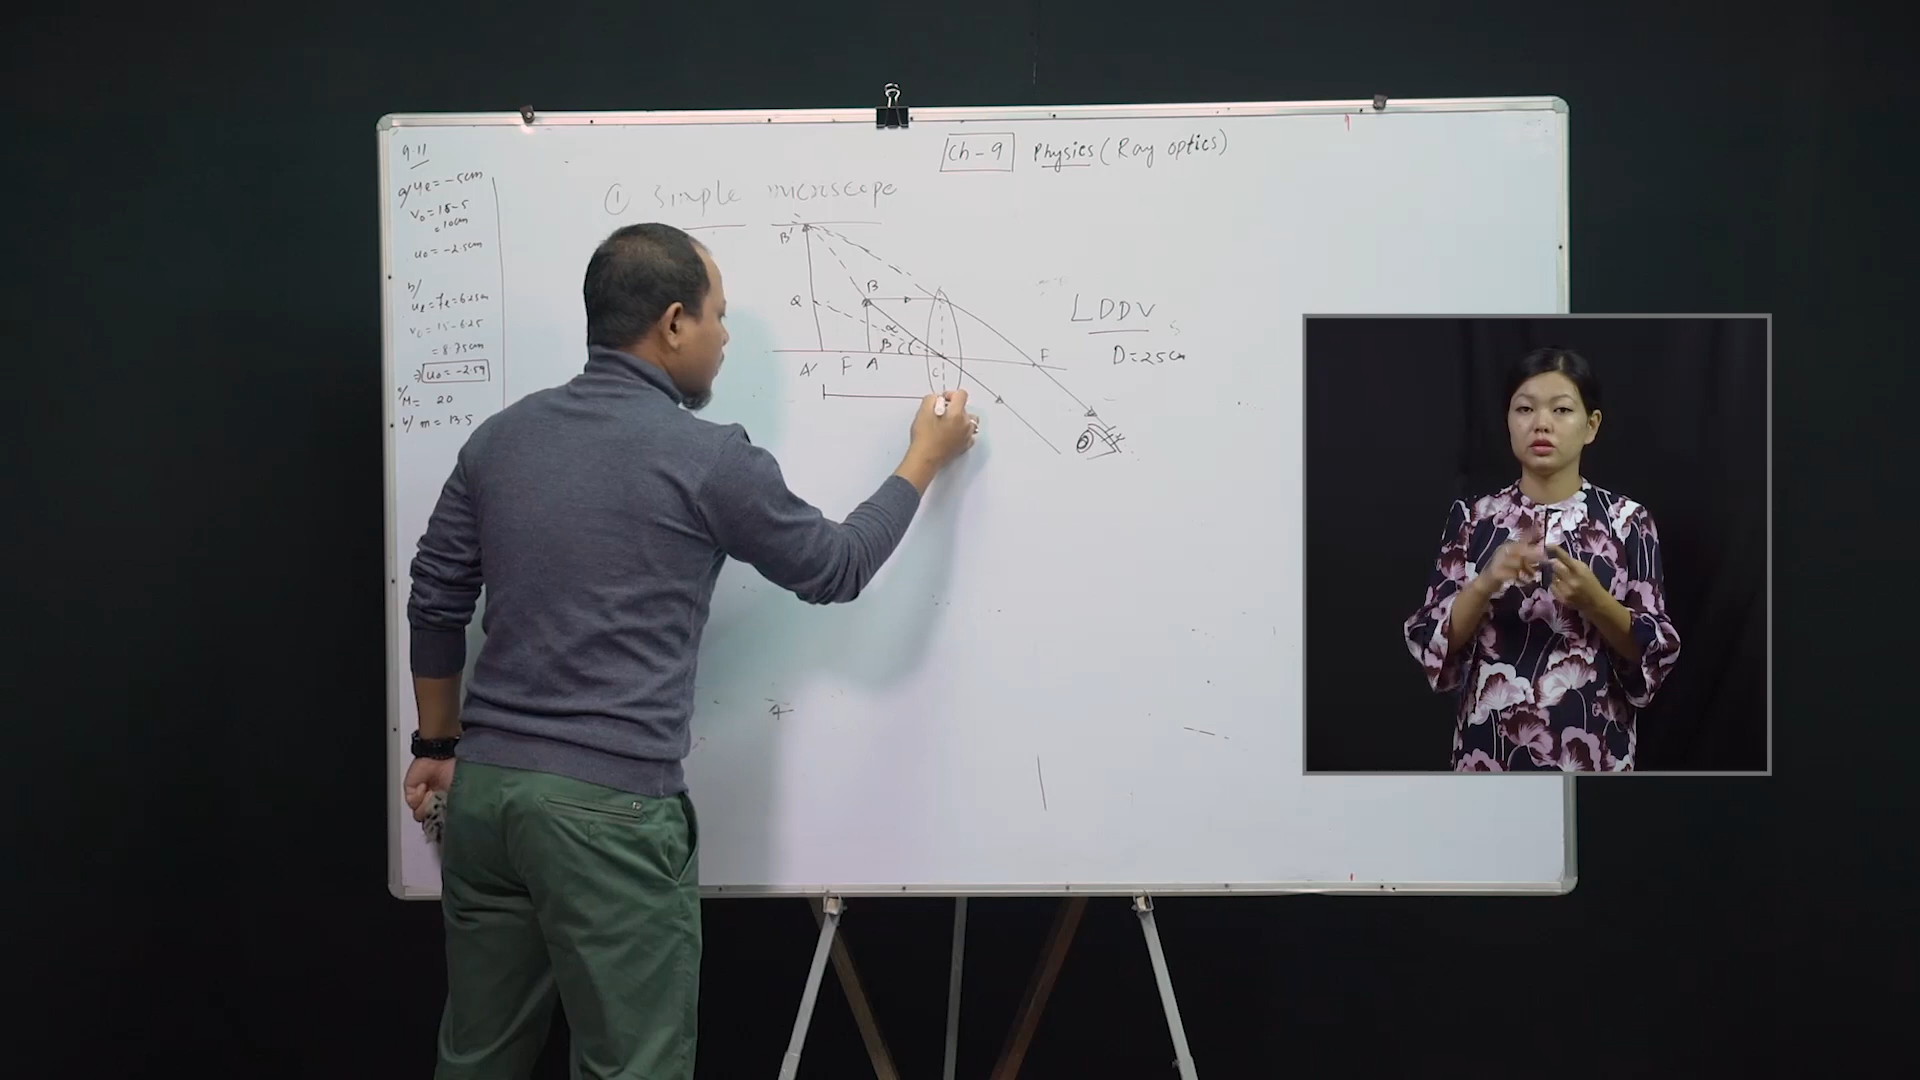 Ch-9 Physics (Ray optics)
① Simple microscope
9.11
a/ ue = -5cm
v₀ = 15-5
= 10cm
u₀ = -2.5cm
b/
ue = fe = 6.25cm
v₀ = 15-6.25
= 8.75cm
⇒ u₀ = -2.59
a/ M = 20
b/ m = 13.5
B'
B
Q
α
β
A' F A C F
LDDV
D = 25cm